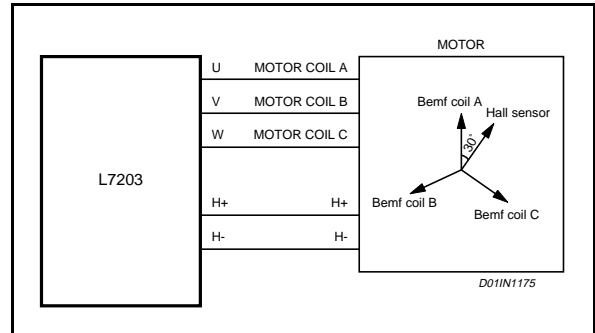 MOTOR
U MOTOR COIL A
V MOTOR COIL B
W MOTOR COIL C
Bemf coil A
Hall sensor
30°
L7203
Bemf coil B
Bemf coil C
H+ H+
H- H-
D01IN1175